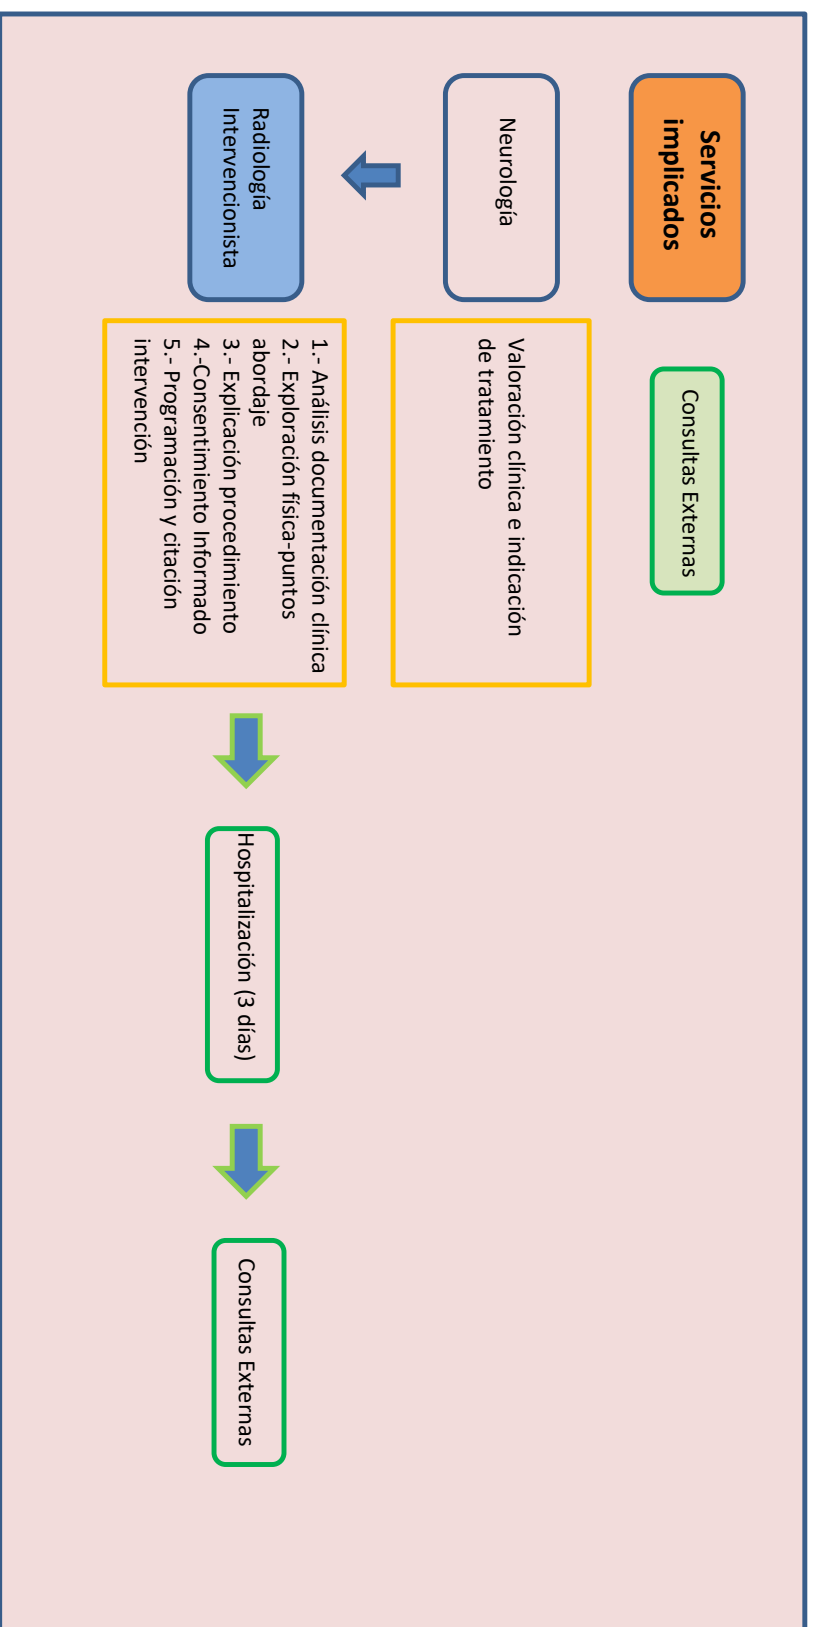 Servicios
implicados
Consultas Externas
Neurología
Valoración clínica e indicación
de tratamiento
Radiología
Intervencionista
1.- Análisis documentación clínica
2.- Exploración física-puntos
abordaje
3.- Explicación procedimiento
4.-Consentimiento Informado
5.- Programación y citación
intervención
Hospitalización (3 días)
Consultas Externas